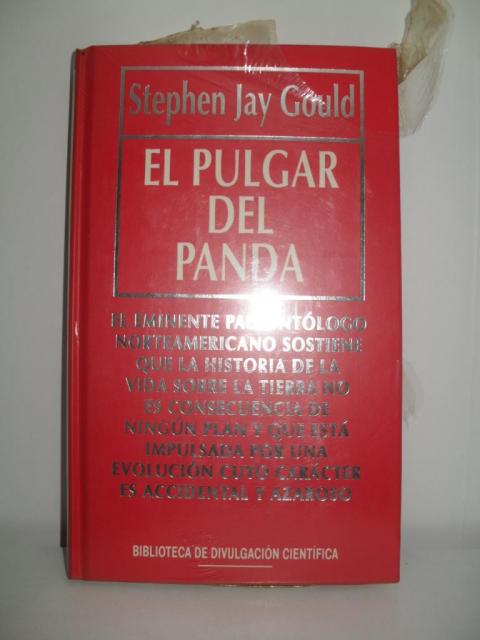 Stephen Jay Gould
EL PULGAR
DEL
PANDA
EL EMINENTE PALEONTÓLOGO
NORTEAMERICANO SOSTIENE
QUE LA HISTORIA DE LA
VIDA SOBRE LA TIERRA NO
ES CONSECUENCIA DE
NINGÚN PLAN Y QUE ESTÁ
IMPULSADA POR UNA
EVOLUCIÓN CUYO CARÁCTER
ES ACCIDENTAL Y AZAROSO
BIBLIOTECA DE DIVULGACIÓN CIENTÍFICA